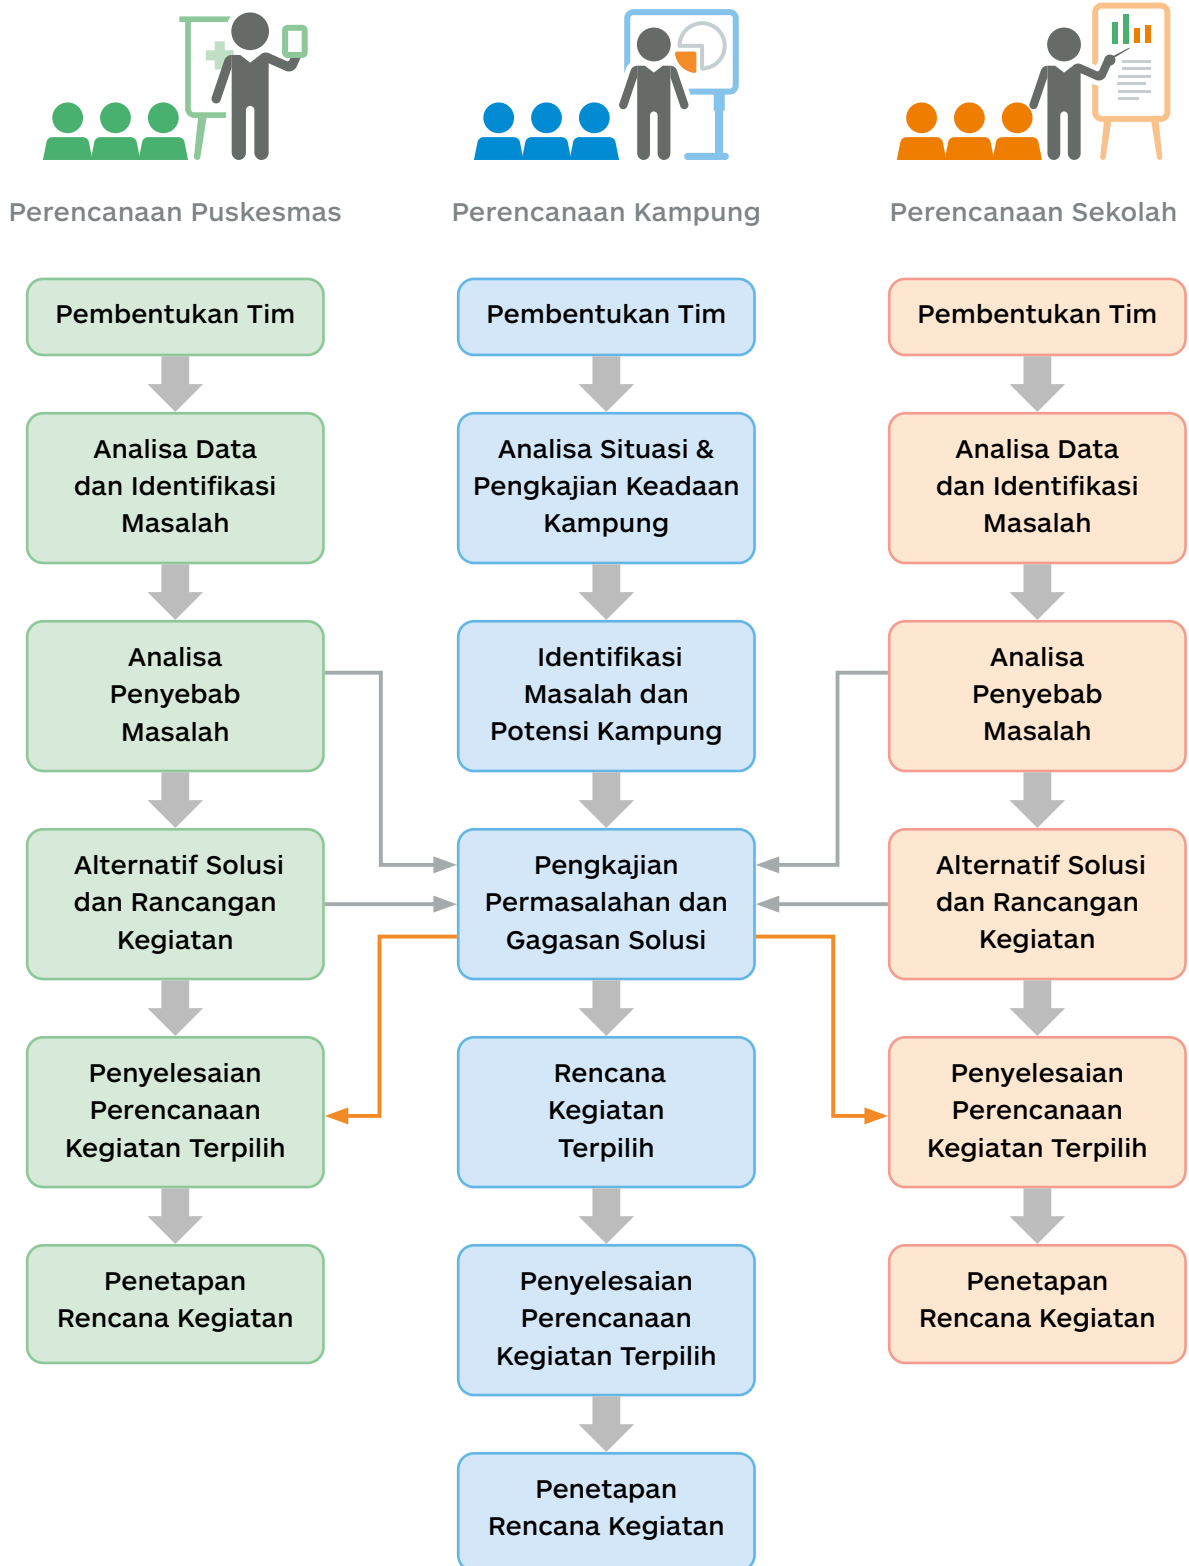 Perencanaan Puskesmas
Pembentukan Tim
Analisa Data
dan Identifikasi
Masalah
Analisa
Penyebab
Masalah
Alternatif Solusi
dan Rancangan
Kegiatan
Penyelesaian
Perencanaan
Kegiatan Terpilih
Penetapan
Rencana Kegiatan
Perencanaan Kampung
Pembentukan Tim
Analisa Situasi &
Pengkajian Keadaan
Kampung
Identifikasi
Masalah dan
Potensi Kampung
Pengkajian
Permasalahan dan
Gagasan Solusi
Rencana
Kegiatan
Terpilih
Penyelesaian
Perencanaan
Kegiatan Terpilih
Penetapan
Rencana Kegiatan
Perencanaan Sekolah
Pembentukan Tim
Analisa Data
dan Identifikasi
Masalah
Analisa
Penyebab
Masalah
Alternatif Solusi
dan Rancangan
Kegiatan
Penyelesaian
Perencanaan
Kegiatan Terpilih
Penetapan
Rencana Kegiatan